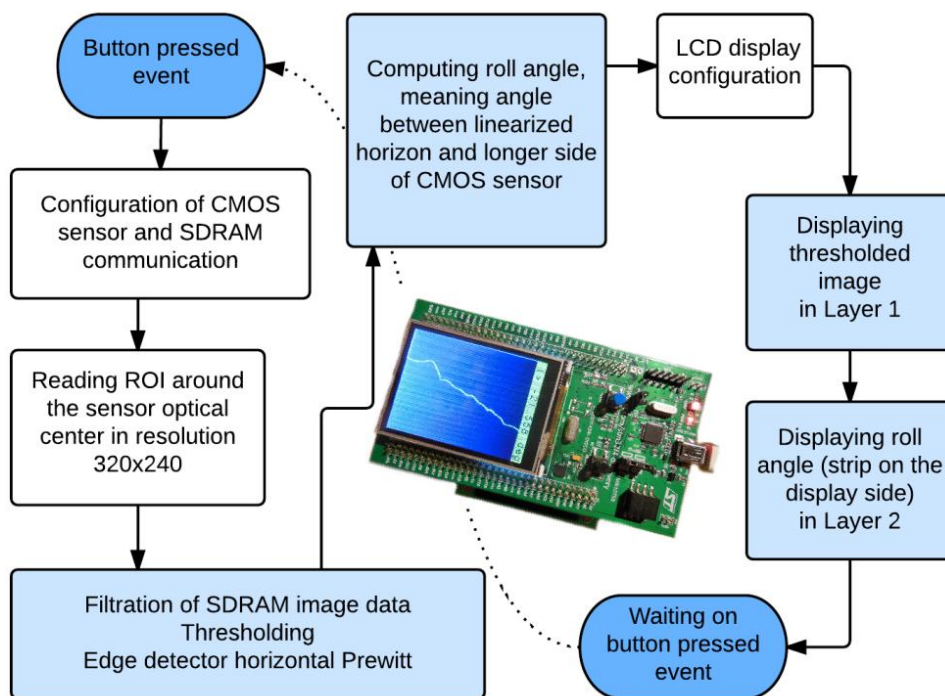 Button pressed
event
Configuration of CMOS
sensor and SDRAM
communication
Reading ROI around
the sensor optical
center in resolution
320x240
Filtration of SDRAM image data
Thresholding
Edge detector horizontal Prewitt
Computing roll angle,
meaning angle
between linearized
horizon and longer side
of CMOS sensor
LCD display
configuration
Displaying
thresholded
image
in Layer 1
Displaying roll
angle (strip on the
display side)
in Layer 2
Waiting on
button pressed
event
ST